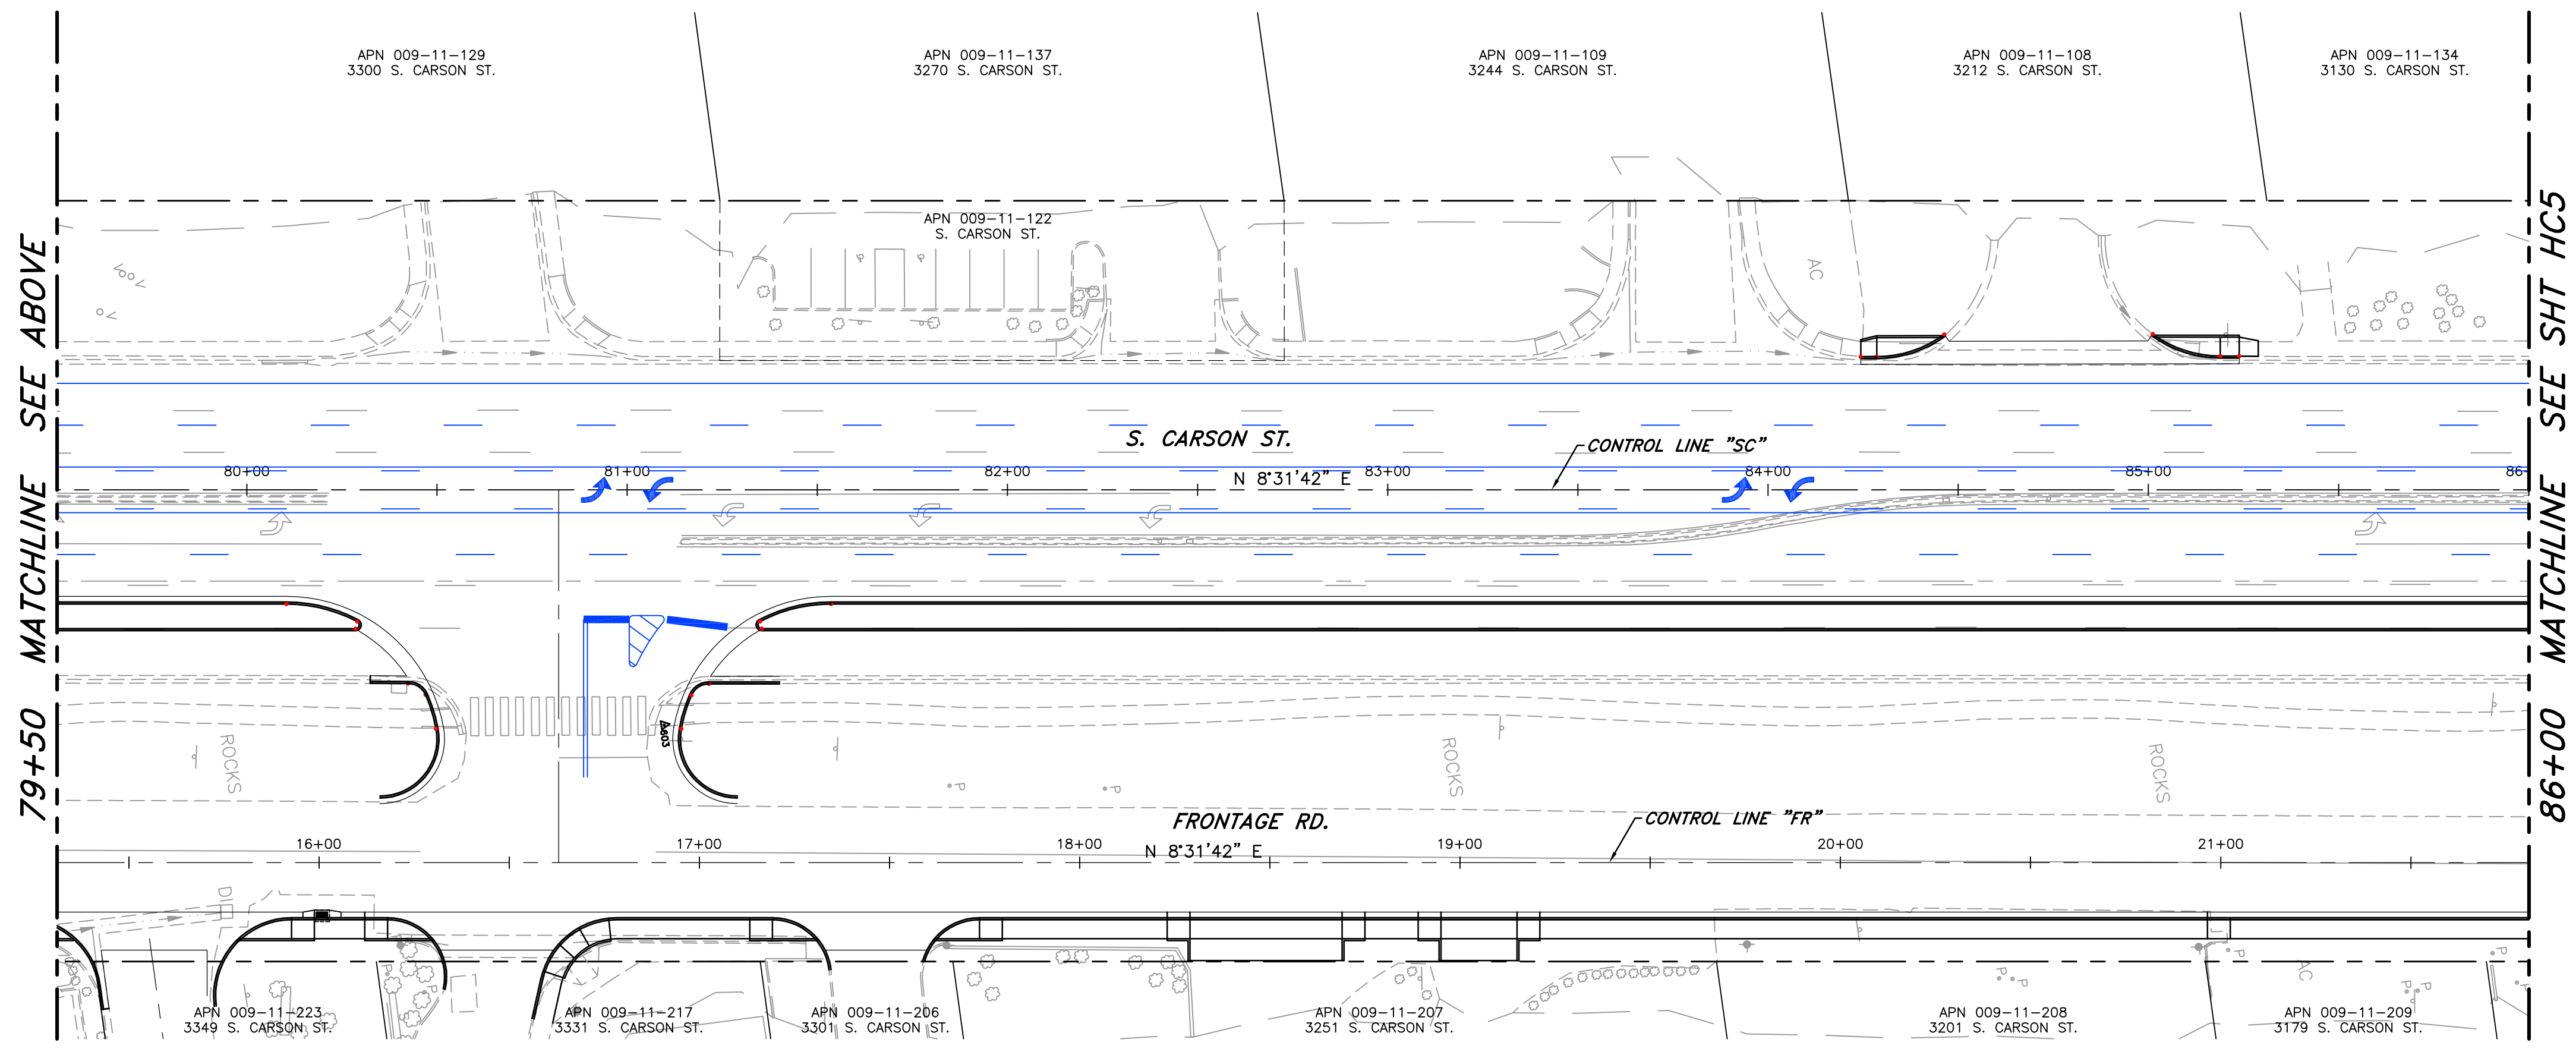 APN 009-11-129
3300 S. CARSON ST.
APN 009-11-137
3270 S. CARSON ST.
APN 009-11-109
3244 S. CARSON ST.
APN 009-11-108
3212 S. CARSON ST.
APN 009-11-134
3130 S. CARSON ST.
APN 009-11-122
S. CARSON ST.
AC
79+50 MATCHLINE SEE ABOVE
86+00 MATCHLINE SEE SHT HC5
S. CARSON ST.
CONTROL LINE "SC"
80+00
81+00
82+00
N 8°31'42" E
83+00
84+00
85+00
86
ROCKS
A603
ROCKS
ROCKS
P
P
FRONTAGE RD.
CONTROL LINE "FR"
16+00
17+00
18+00
N 8°31'42" E
19+00
20+00
21+00
DI
P
P
P
P
P
P
P
P
P
AC
APN 009-11-223
3349 S. CARSON ST.
APN 009-11-217
3331 S. CARSON ST.
APN 009-11-206
3301 S. CARSON ST.
APN 009-11-207
3251 S. CARSON ST.
APN 009-11-208
3201 S. CARSON ST.
APN 009-11-209
3179 S. CARSON ST.